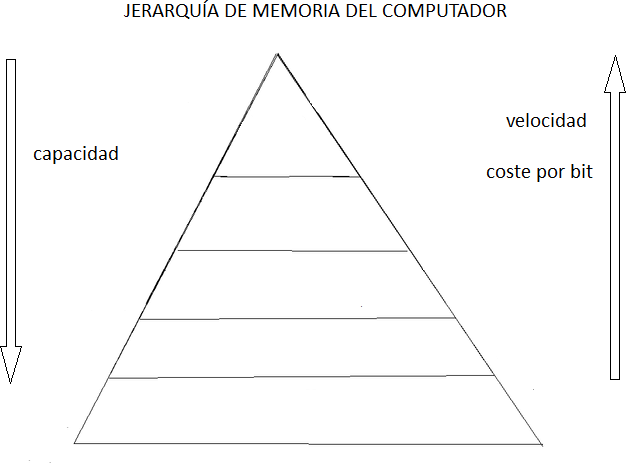 JERARQUÍA DE MEMORIA DEL COMPUTADOR
capacidad
velocidad
coste por bit